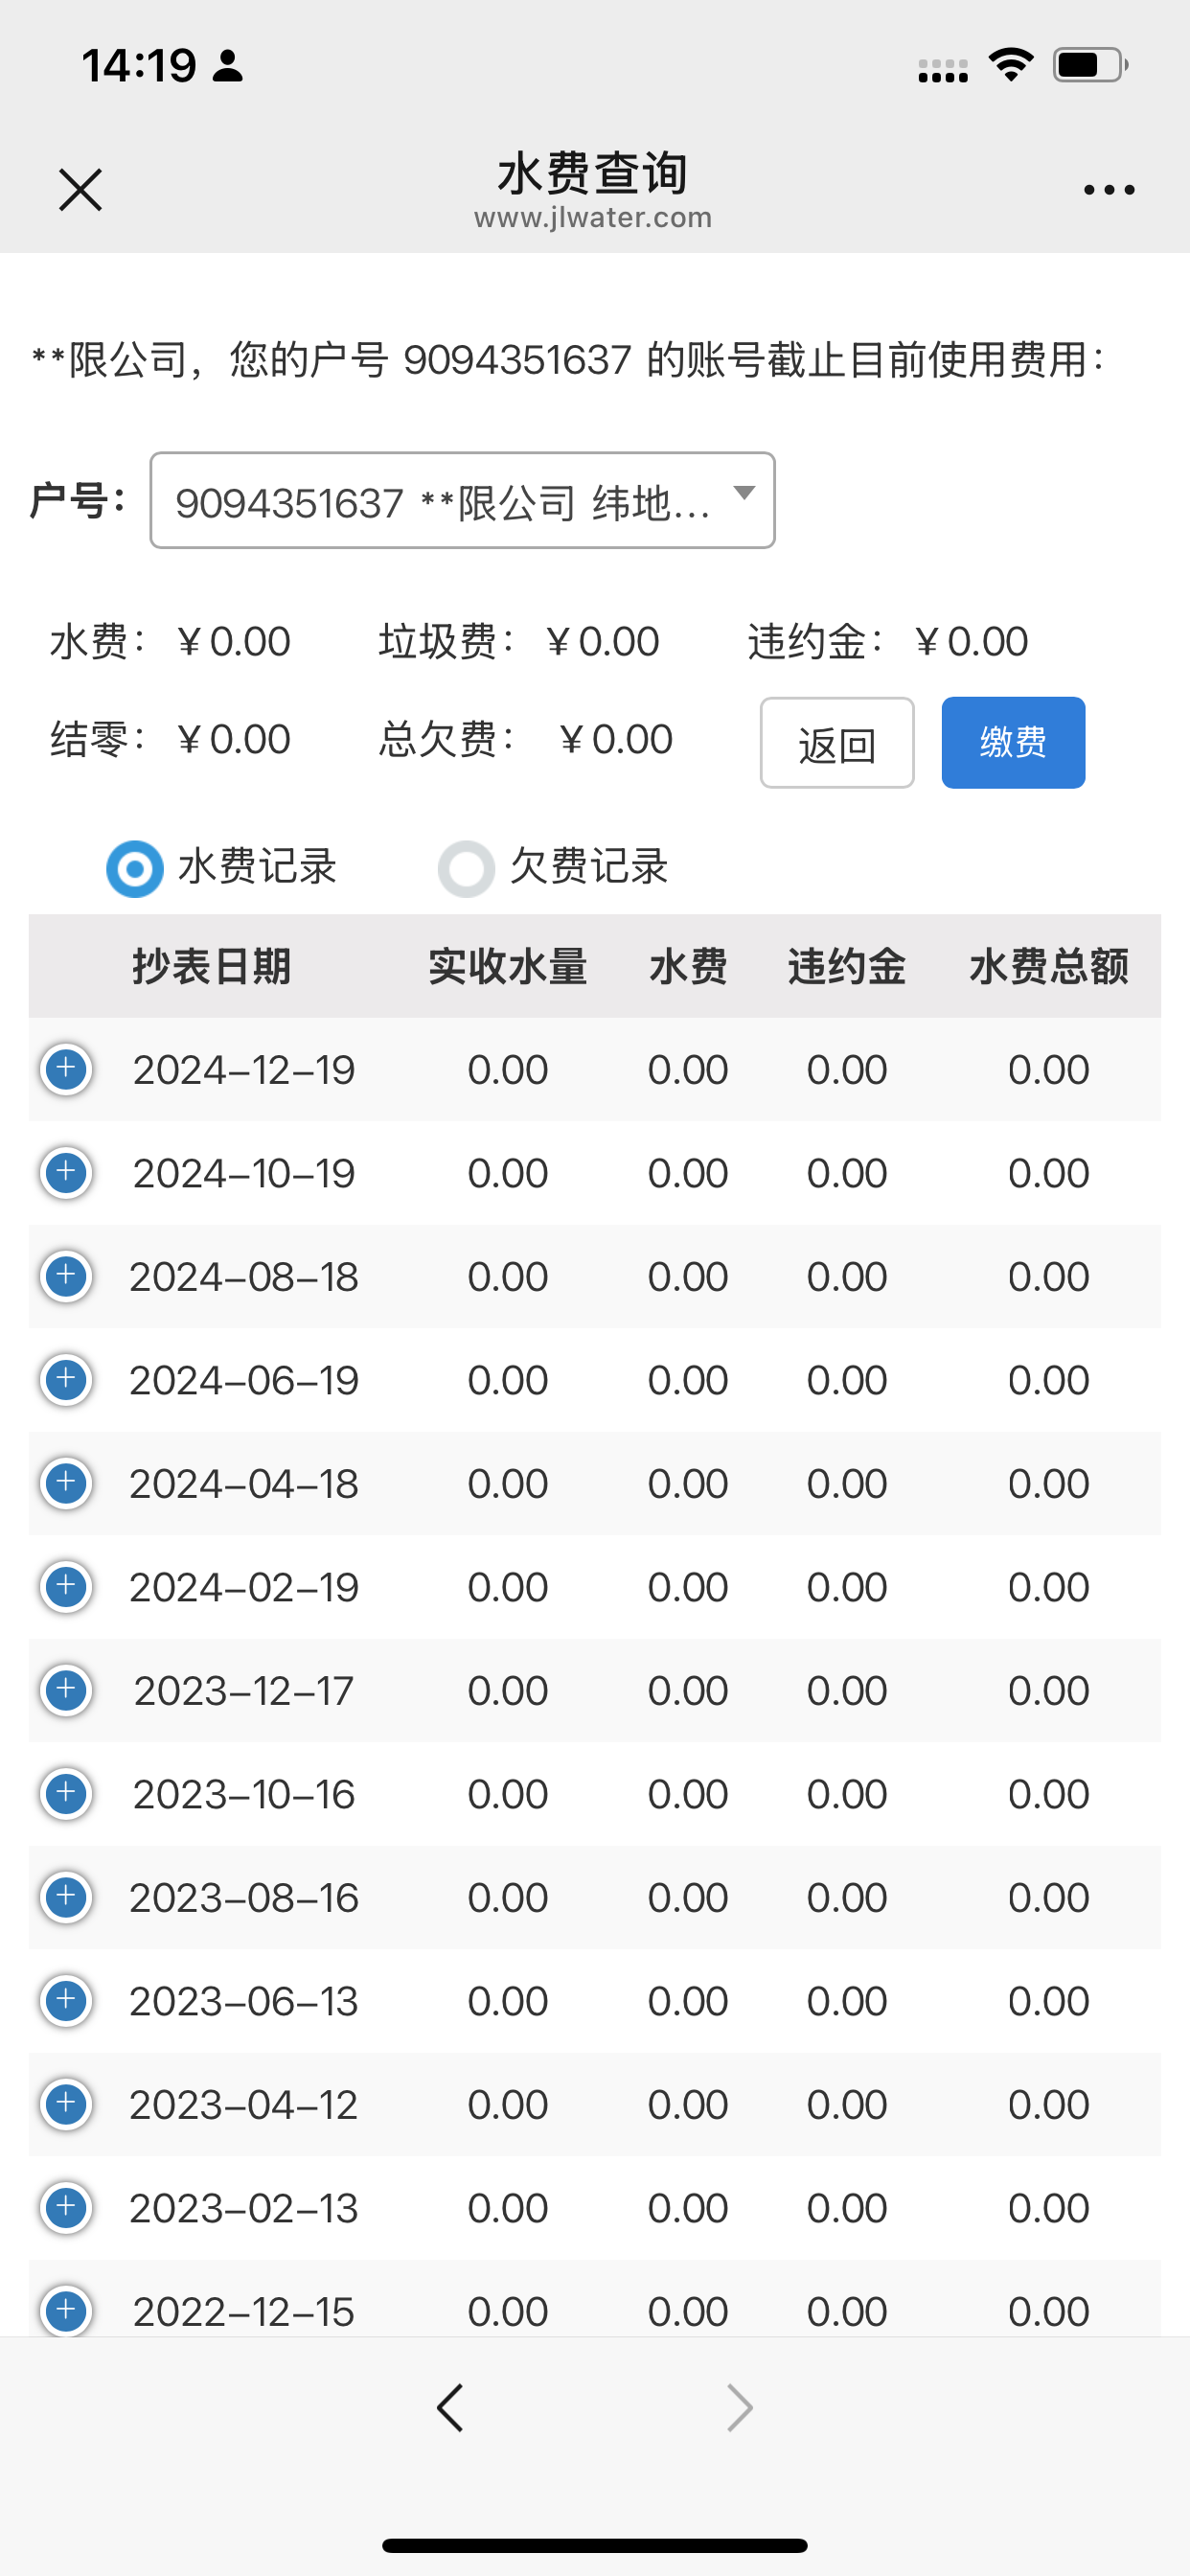 14:19
水费查询
www.jlwater.com
**限公司，您的户号 9094351637 的账号截止目前使用费用：
户号： 9094351637 **限公司 纬地...
水费： ￥0.00 垃圾费： ￥0.00 违约金： ￥0.00
结零： ￥0.00 总欠费： ￥0.00 返回 缴费
水费记录 欠费记录
抄表日期 实收水量 水费 违约金 水费总额
2024-12-19 0.00 0.00 0.00 0.00
2024-10-19 0.00 0.00 0.00 0.00
2024-08-18 0.00 0.00 0.00 0.00
2024-06-19 0.00 0.00 0.00 0.00
2024-04-18 0.00 0.00 0.00 0.00
2024-02-19 0.00 0.00 0.00 0.00
2023-12-17 0.00 0.00 0.00 0.00
2023-10-16 0.00 0.00 0.00 0.00
2023-08-16 0.00 0.00 0.00 0.00
2023-06-13 0.00 0.00 0.00 0.00
2023-04-12 0.00 0.00 0.00 0.00
2023-02-13 0.00 0.00 0.00 0.00
2022-12-15 0.00 0.00 0.00 0.00